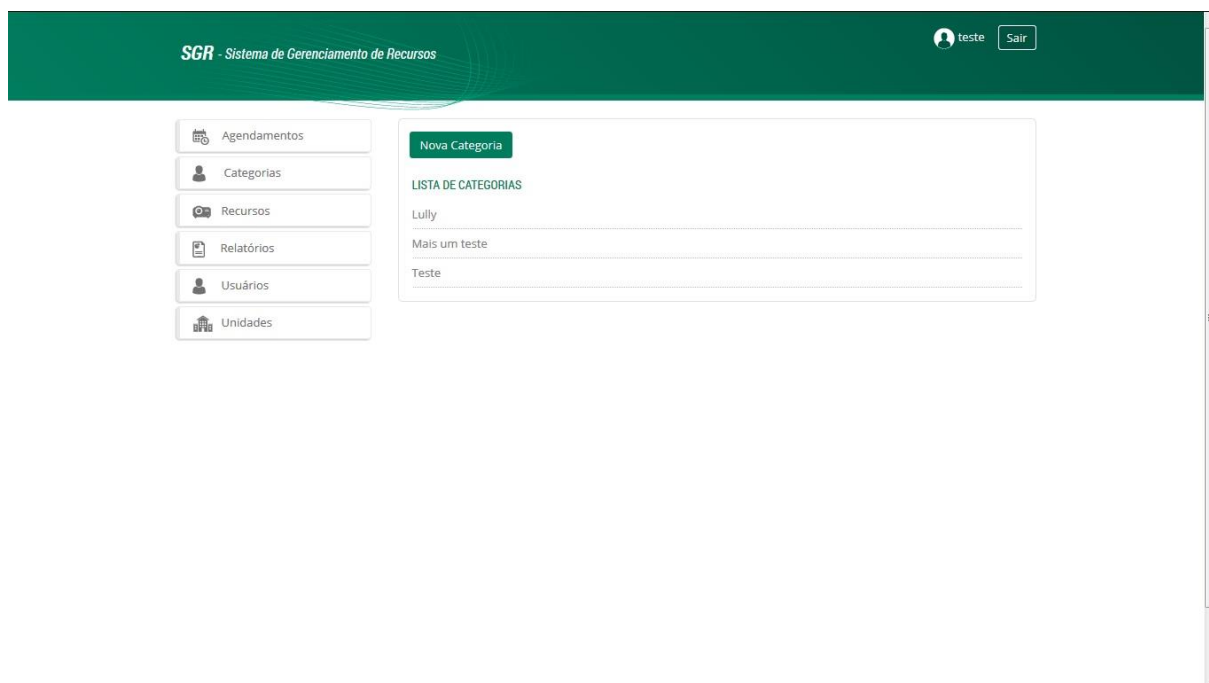 SGR - Sistema de Gerenciamento de Recursos
teste
Sair
Agendamentos
Categorias
Recursos
Relatórios
Usuários
Unidades
Nova Categoria
LISTA DE CATEGORIAS
Lully
Mais um teste
Teste